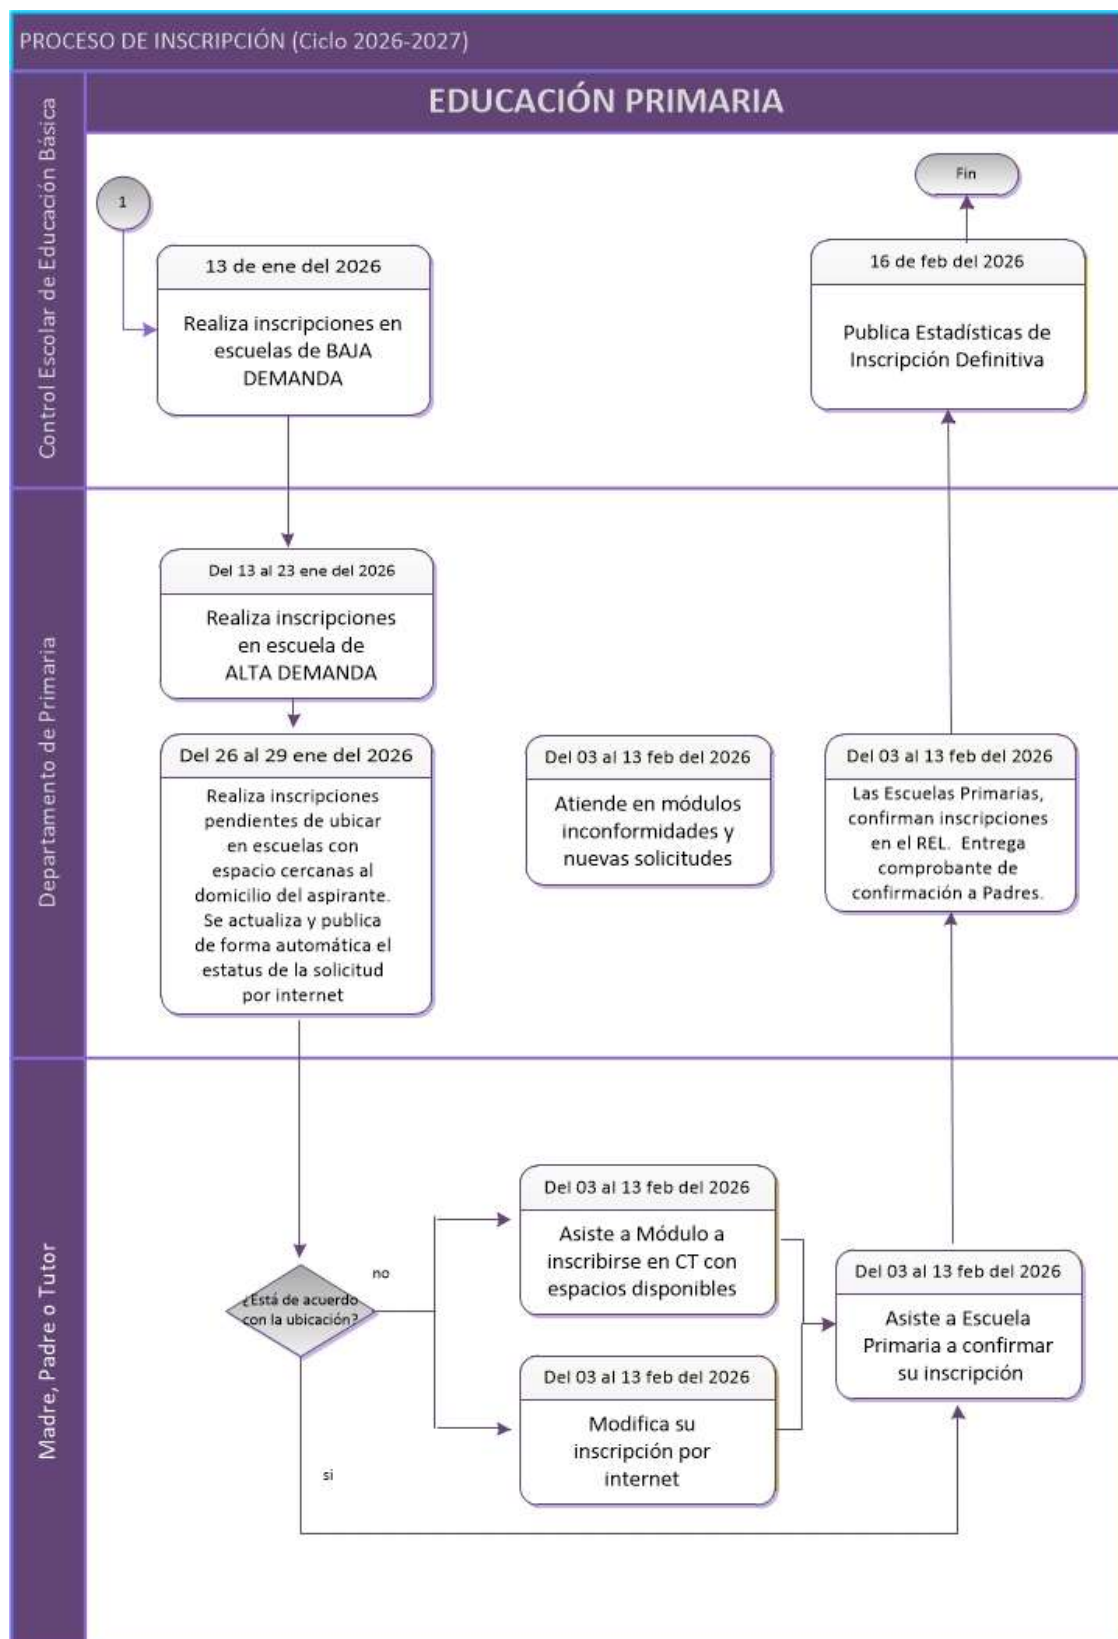 PROCESO DE INSCRIPCIÓN (Ciclo 2026-2027)
EDUCACIÓN PRIMARIA
Control Escolar de Educación Básica
1
13 de ene del 2026
Realiza inscripciones en
escuelas de BAJA
DEMANDA
Fin
16 de feb del 2026
Publica Estadísticas de
Inscripción Definitiva
Departamento de Primaria
Del 13 al 23 ene del 2026
Realiza inscripciones
en escuela de
ALTA DEMANDA
Del 26 al 29 ene del 2026
Realiza inscripciones
pendientes de ubicar
en escuelas con
espacio cercanas al
domicilio del aspirante.
Se actualiza y publica
de forma automática el
estatus de la solicitud
por internet
Del 03 al 13 feb del 2026
Atiende en módulos
inconformidades y
nuevas solicitudes
Del 03 al 13 feb del 2026
Las Escuelas Primarias,
confirman inscripciones
en el REL. Entrega
comprobante de
confirmación a Padres.
Madre, Padre o Tutor
¿Está de acuerdo
con la ubicación?
no
si
Del 03 al 13 feb del 2026
Asiste a Módulo a
inscribirse en CT con
espacios disponibles
Del 03 al 13 feb del 2026
Modifica su
inscripción por
internet
Del 03 al 13 feb del 2026
Asiste a Escuela
Primaria a confirmar
su inscripción